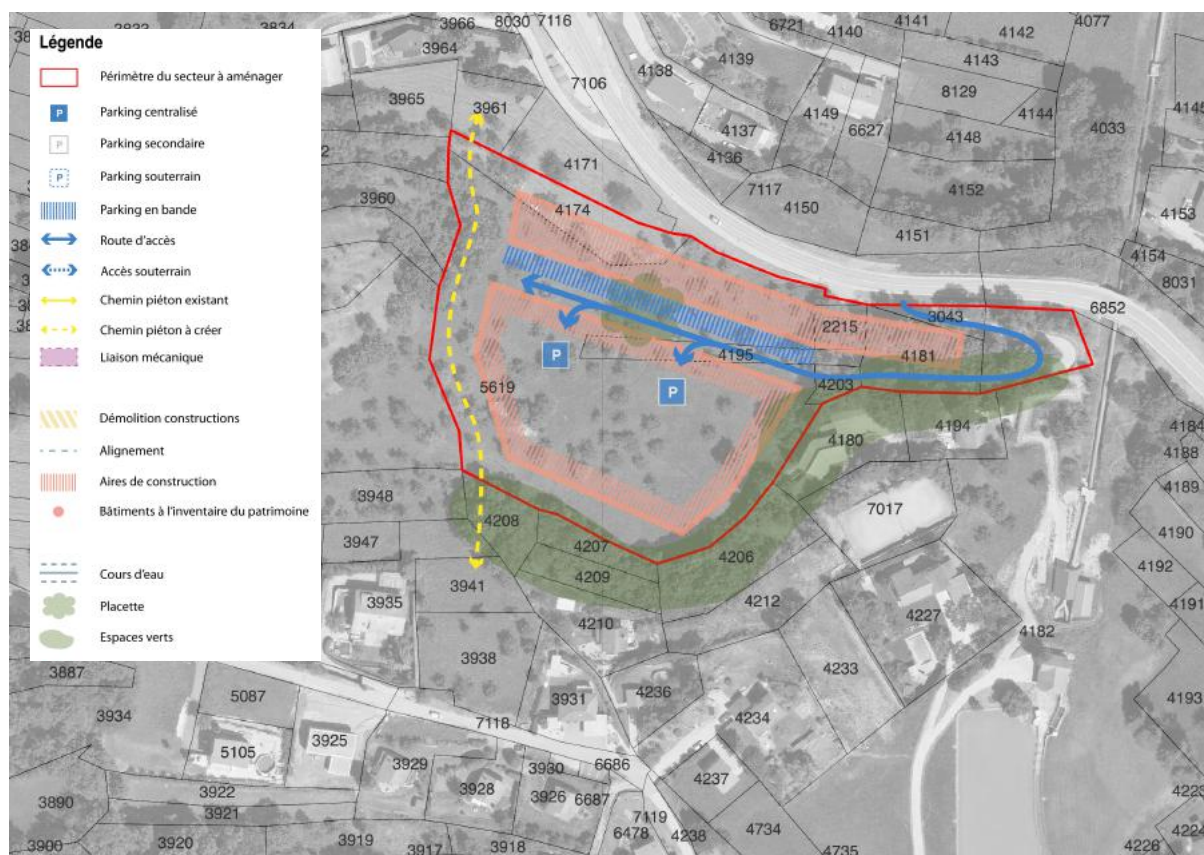 Légende
Périmètre du secteur à aménager
P Parking centralisé
P Parking secondaire
P Parking souterrain
Parking en bande
Route d'accès
Accès souterrain
Chemin piéton existant
Chemin piéton à créer
Liaison mécanique
Démolition constructions
Alignement
Aires de construction
Bâtiments à l'inventaire du patrimoine
Cours d'eau
Placette
Espaces verts
3966 8030 7116 6721 4141 4077
4140 4142
3964 4139 4143
4138
7106
3965 3961 8129
4149 4144
4137 6627 4148 4033
4136
4171
7117 4152
3960 4174 4150 4153
4151
4154
8031
3043 6852
2215
4195 4181
P
5619 P 4203
4180 4194 4184
4188
3948 4208 7017 4189
3947 4207 4206 4190
4209
3941 4192
3935 4212 4191
4210 4227
4182
3938 4233
3887 5087 3931 4236 4193
3934 7118 4234
5105 3925
3929 3930 6686 4237
3922 3928 3926 6687
3890 3921 7119 4223
3900 3920 3919 3917 3918 6478 4238 4734 4735 4226 4224